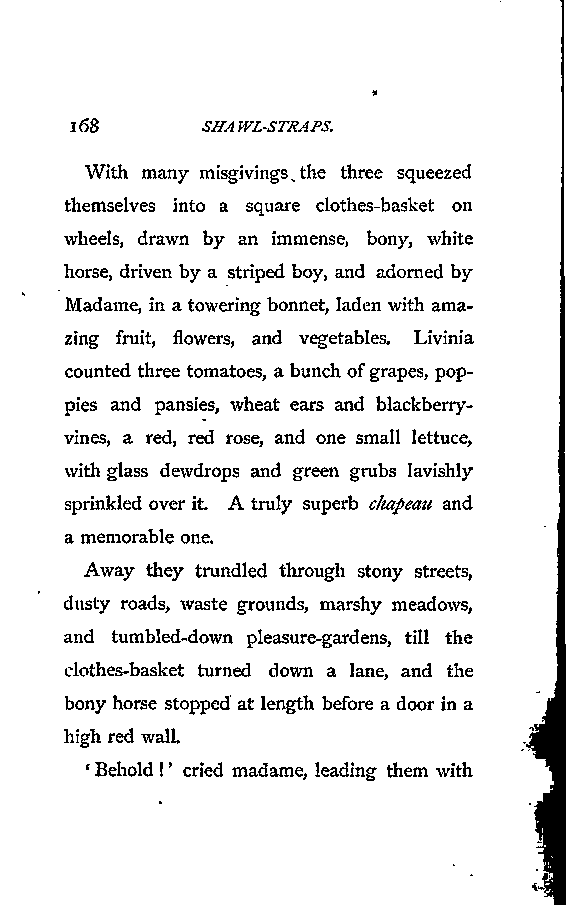 168 SHAWL-STRAPS.
With many misgivings the three squeezed
themselves into a square clothes-basket on
wheels, drawn by an immense, bony, white
horse, driven by a striped boy, and adorned by
Madame, in a towering bonnet, laden with ama-
zing fruit, flowers, and vegetables. Livinia
counted three tomatoes, a bunch of grapes, pop-
pies and pansies, wheat ears and blackberry-
vines, a red, red rose, and one small lettuce,
with glass dewdrops and green grubs lavishly
sprinkled over it. A truly superb chapeau and
a memorable one.
Away they trundled through stony streets,
dusty roads, waste grounds, marshy meadows,
and tumbled-down pleasure-gardens, till the
clothes-basket turned down a lane, and the
bony horse stopped at length before a door in a
high red wall.
‘Behold!’ cried madame, leading them with